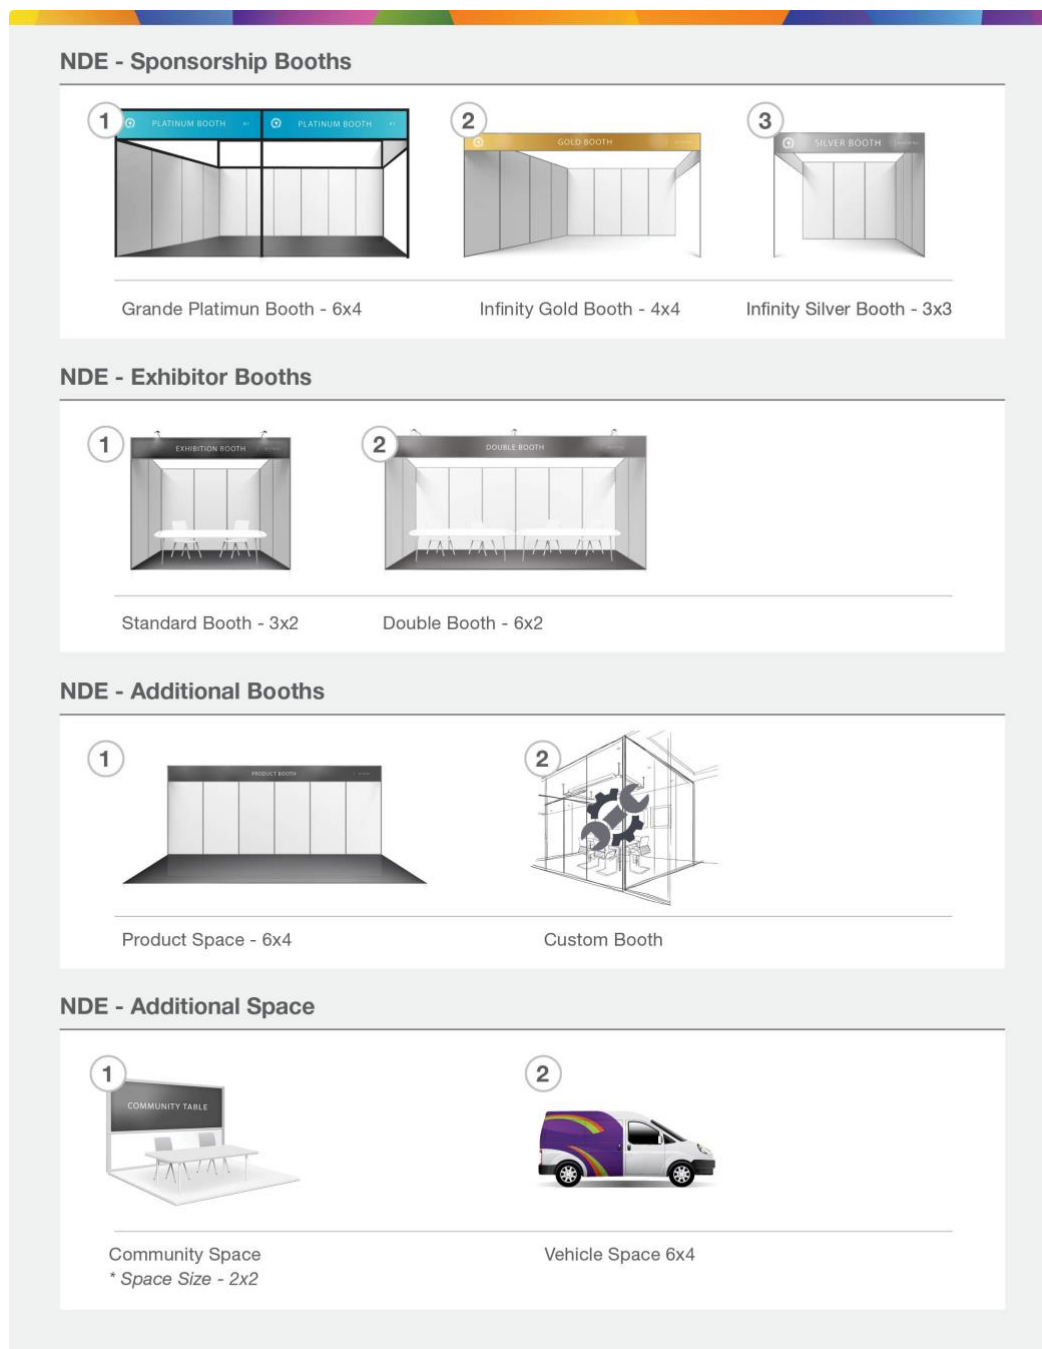 NDE - Sponsorship Booths
1
PLATINUM BOOTH
PLATINUM BOOTH
2
GOLD BOOTH
3
SILVER BOOTH
Grande Platimun Booth - 6x4
Infinity Gold Booth - 4x4
Infinity Silver Booth - 3x3
NDE - Exhibitor Booths
1
EXHIBITION BOOTH
2
DOUBLE BOOTH
Standard Booth - 3x2
Double Booth - 6x2
NDE - Additional Booths
1
PRODUCT BOOTH
2
Product Space - 6x4
Custom Booth
NDE - Additional Space
1
COMMUNITY TABLE
2
Community Space
* Space Size - 2x2
Vehicle Space 6x4